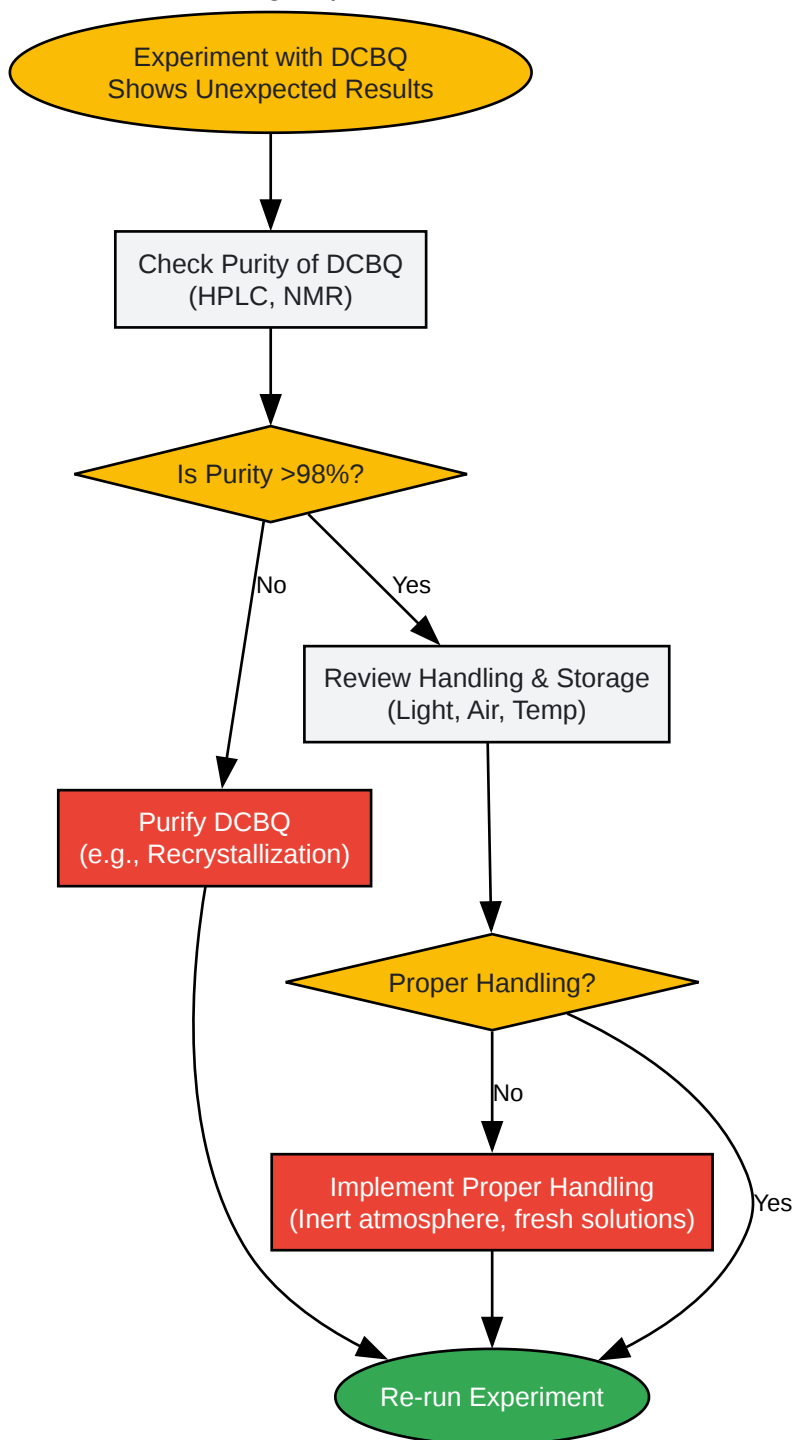 Experiment with DCBQ
Shows Unexpected Results
Check Purity of DCBQ
(HPLC, NMR)
Is Purity >98%?
No
Yes
Review Handling & Storage
(Light, Air, Temp)
Purify DCBQ
(e.g., Recrystallization)
Proper Handling?
No
Implement Proper Handling
(Inert atmosphere, fresh solutions)
Yes
Re-run Experiment